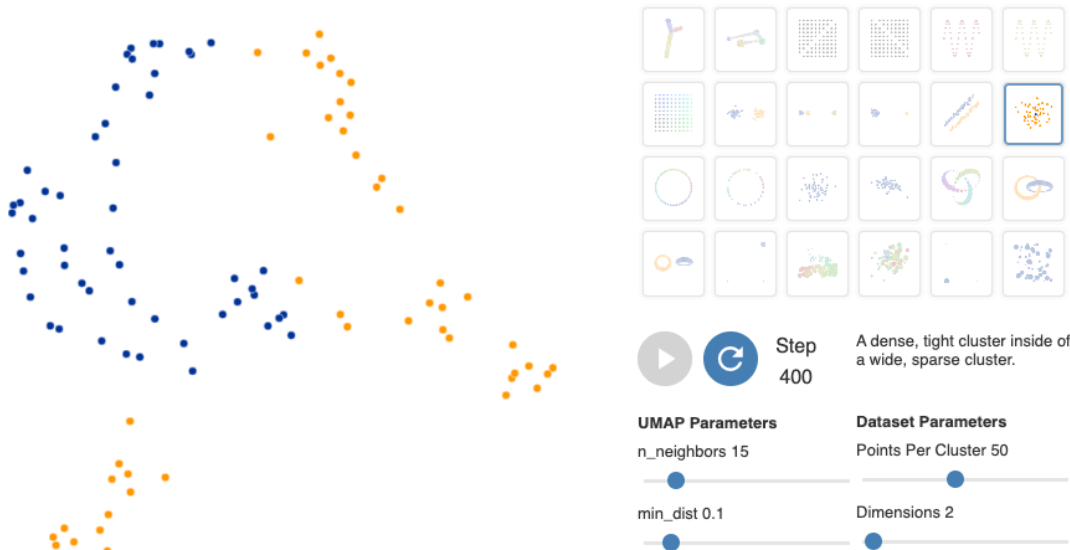 Step
400
A dense, tight cluster inside of
a wide, sparse cluster.
UMAP Parameters
n_neighbors 15
min_dist 0.1
Dataset Parameters
Points Per Cluster 50
Dimensions 2